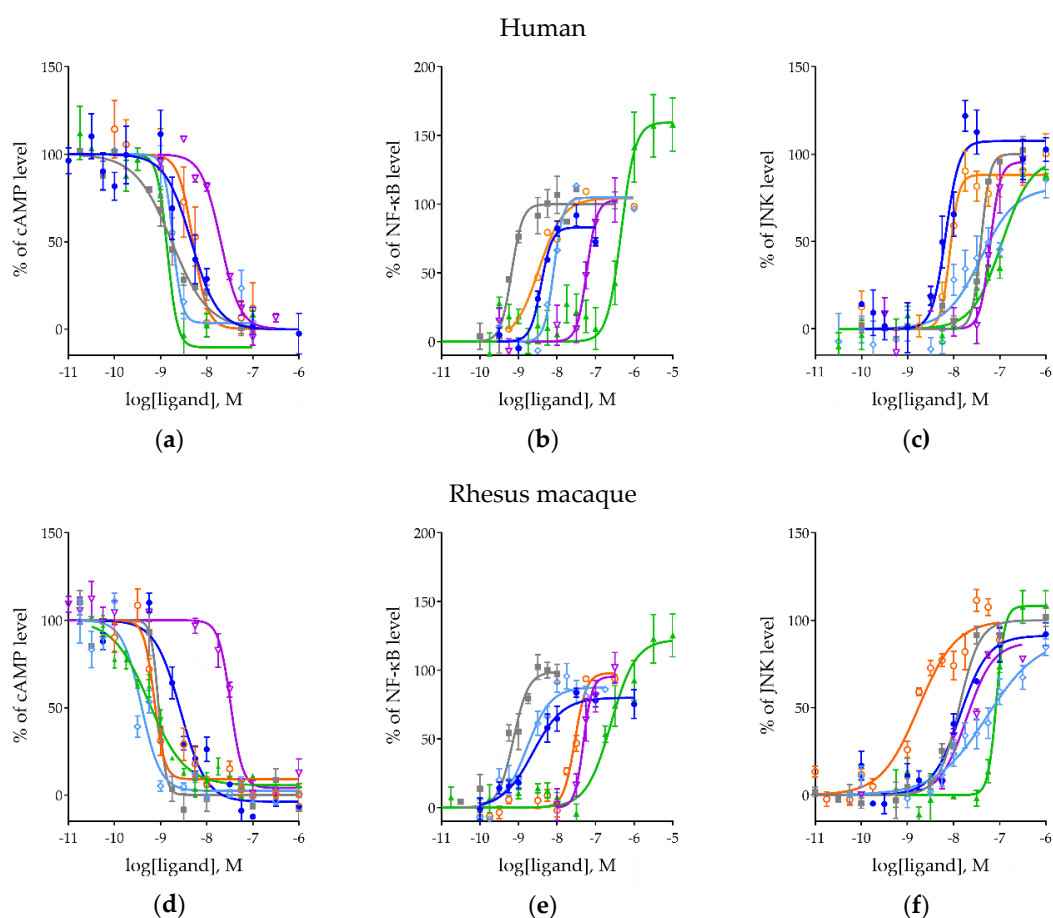 Human
% of cAMP level
150
100
50
0
-11 -10 -9 -8 -7 -6
log[ligand], M
(a)
% of NF-κB level
200
150
100
50
0
-11 -10 -9 -8 -7 -6 -5
log[ligand], M
(b)
% of JNK level
150
100
50
0
-11 -10 -9 -8 -7 -6
log[ligand], M
(c)
Rhesus macaque
% of cAMP level
150
100
50
0
-11 -10 -9 -8 -7 -6
log[ligand], M
(d)
% of NF-κB level
200
150
100
50
0
-11 -10 -9 -8 -7 -6 -5
log[ligand], M
(e)
% of JNK level
150
100
50
0
-11 -10 -9 -8 -7 -6
log[ligand], M
(f)